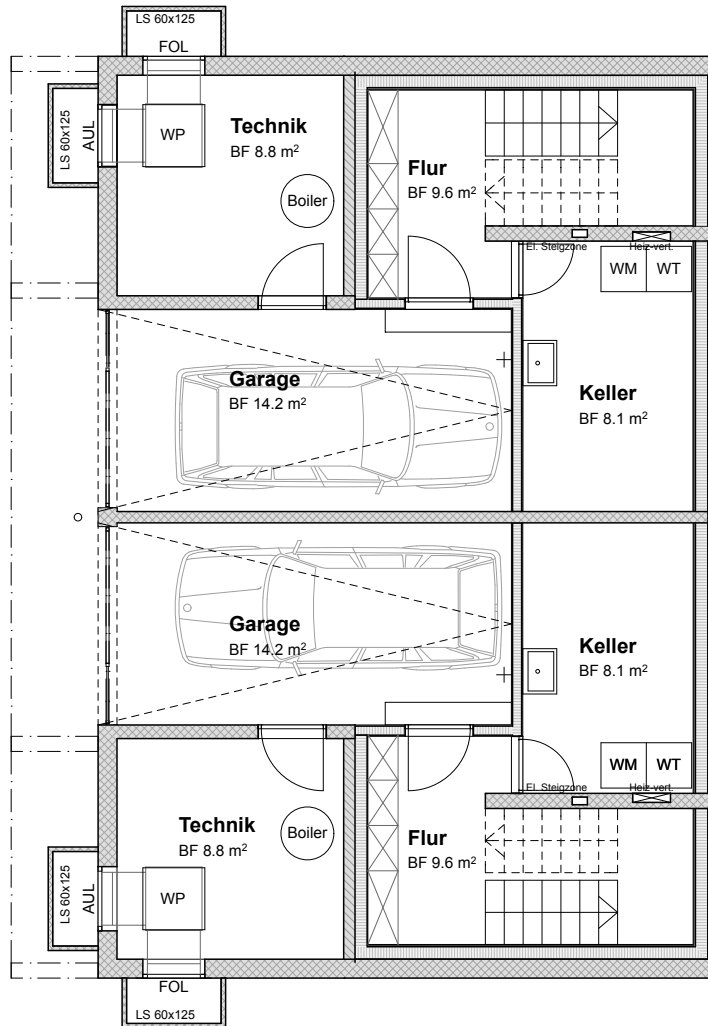 LS 60x125
FOL
LS 60x125
AUL
WP
Technik
BF 8.8 m²
Boiler
Flur
BF 9.6 m²
El. Steigzone
Heiz-vert.
WM
WT
Garage
BF 14.2 m²
Keller
BF 8.1 m²
Garage
BF 14.2 m²
Keller
BF 8.1 m²
WM
WT
El. Steigzone
Heiz-vert.
Technik
BF 8.8 m²
Boiler
Flur
BF 9.6 m²
LS 60x125
AUL
WP
FOL
LS 60x125